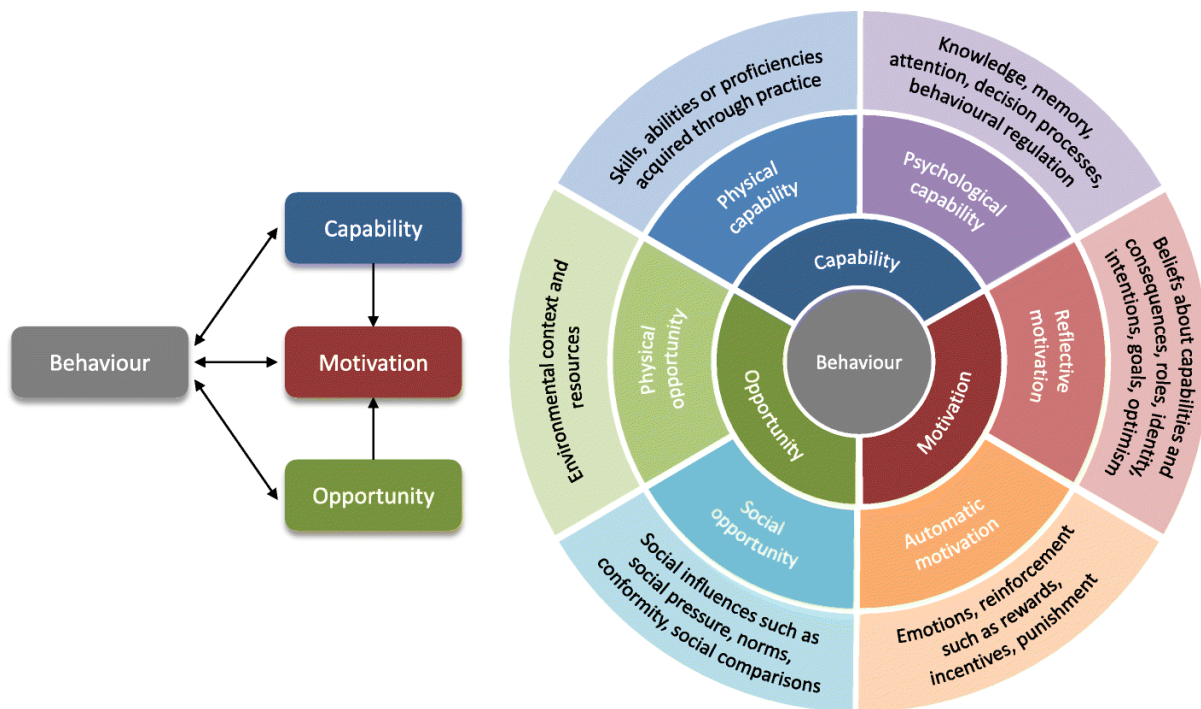 Capability
Motivation
Behaviour
Opportunity
Skills, abilities or proficiencies
acquired through practice
Knowledge, memory,
attention, decision processes,
behavioural regulation
Physical
capability
Psychological
capability
Capability
Environmental context and
resources
Physical
opportunity
Opportunity
Behaviour
Motivation
Reflective
motivation
Beliefs about capabilities and
consequences, roles, identity,
intentions, goals, optimism
Social
opportunity
Automatic
motivation
Social influences such as
social pressure, norms,
conformity, social comparisons
Emotions, reinforcement
such as rewards,
incentives, punishment